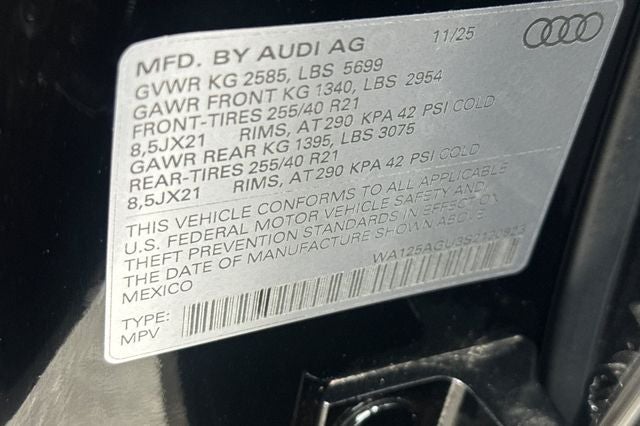 MFD. BY AUDI AG 11/25
GVWR KG 2585, LBS 5699
GAWR FRONT KG 1340, LBS 2954
FRONT-TIRES 255/40 R21
8,5JX21 RIMS, AT 290 KPA 42 PSI COLD
GAWR REAR KG 1395, LBS 3075
REAR-TIRES 255/40 R21
8,5JX21 RIMS, AT 290 KPA 42 PSI COLD
THIS VEHICLE CONFORMS TO ALL APPLICABLE
U.S. FEDERAL MOTOR VEHICLE SAFETY AND
THEFT PREVENTION STANDARDS IN EFFECT ON
THE DATE OF MANUFACTURE SHOWN ABOVE
MEXICO
TYPE:
MPV